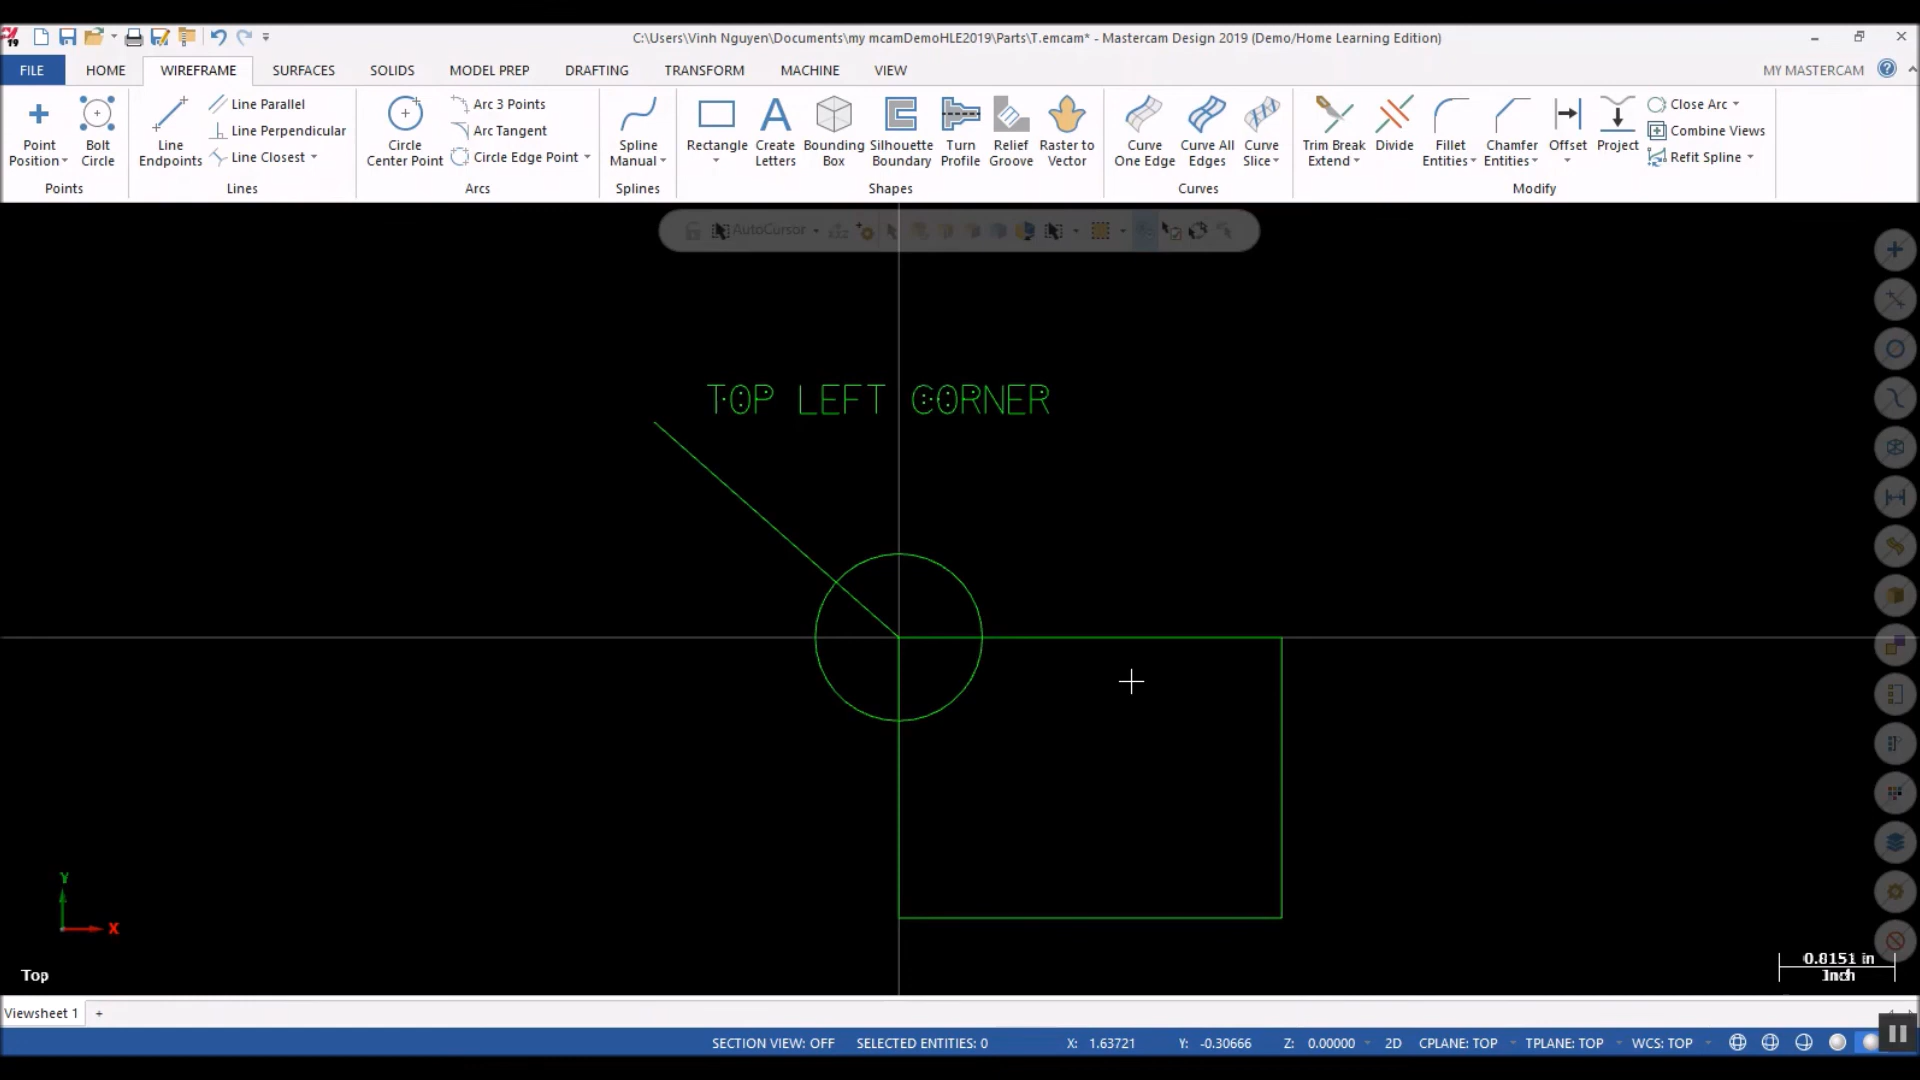 19
C:\Users\Vinh Nguyen\Documents\my mcamDemoHLE2019\Parts\T.emcam* - Mastercam Design 2019 (Demo/Home Learning Edition)
FILE HOME WIREFRAME SURFACES SOLIDS MODEL PREP DRAFTING TRANSFORM MACHINE VIEW MY MASTERCAM
Point Position
Bolt Circle
Points
Line Endpoints
Line Parallel
Line Perpendicular
Line Closest
Lines
Circle Center Point
Arc 3 Points
Arc Tangent
Circle Edge Point
Arcs
Spline Manual
Splines
Rectangle
Create Letters
Bounding Box
Silhouette Boundary
Turn Profile
Relief Groove
Raster to Vector
Shapes
Curve One Edge
Curve All Edges
Curve Slice
Curves
Trim Break Extend
Divide
Fillet Entities
Chamfer Entities
Offset
Project
Close Arc
Combine Views
Refit Spline
Modify
AutoCursor
TOP LEFT CORNER
Y
X
Top
0.8151 in
Inch
Viewsheet 1 +
SECTION VIEW: OFF SELECTED ENTITIES: 0 X: 1.63721 Y: -0.30666 Z: 0.00000 2D CPLANE: TOP TPLANE: TOP WCS: TOP